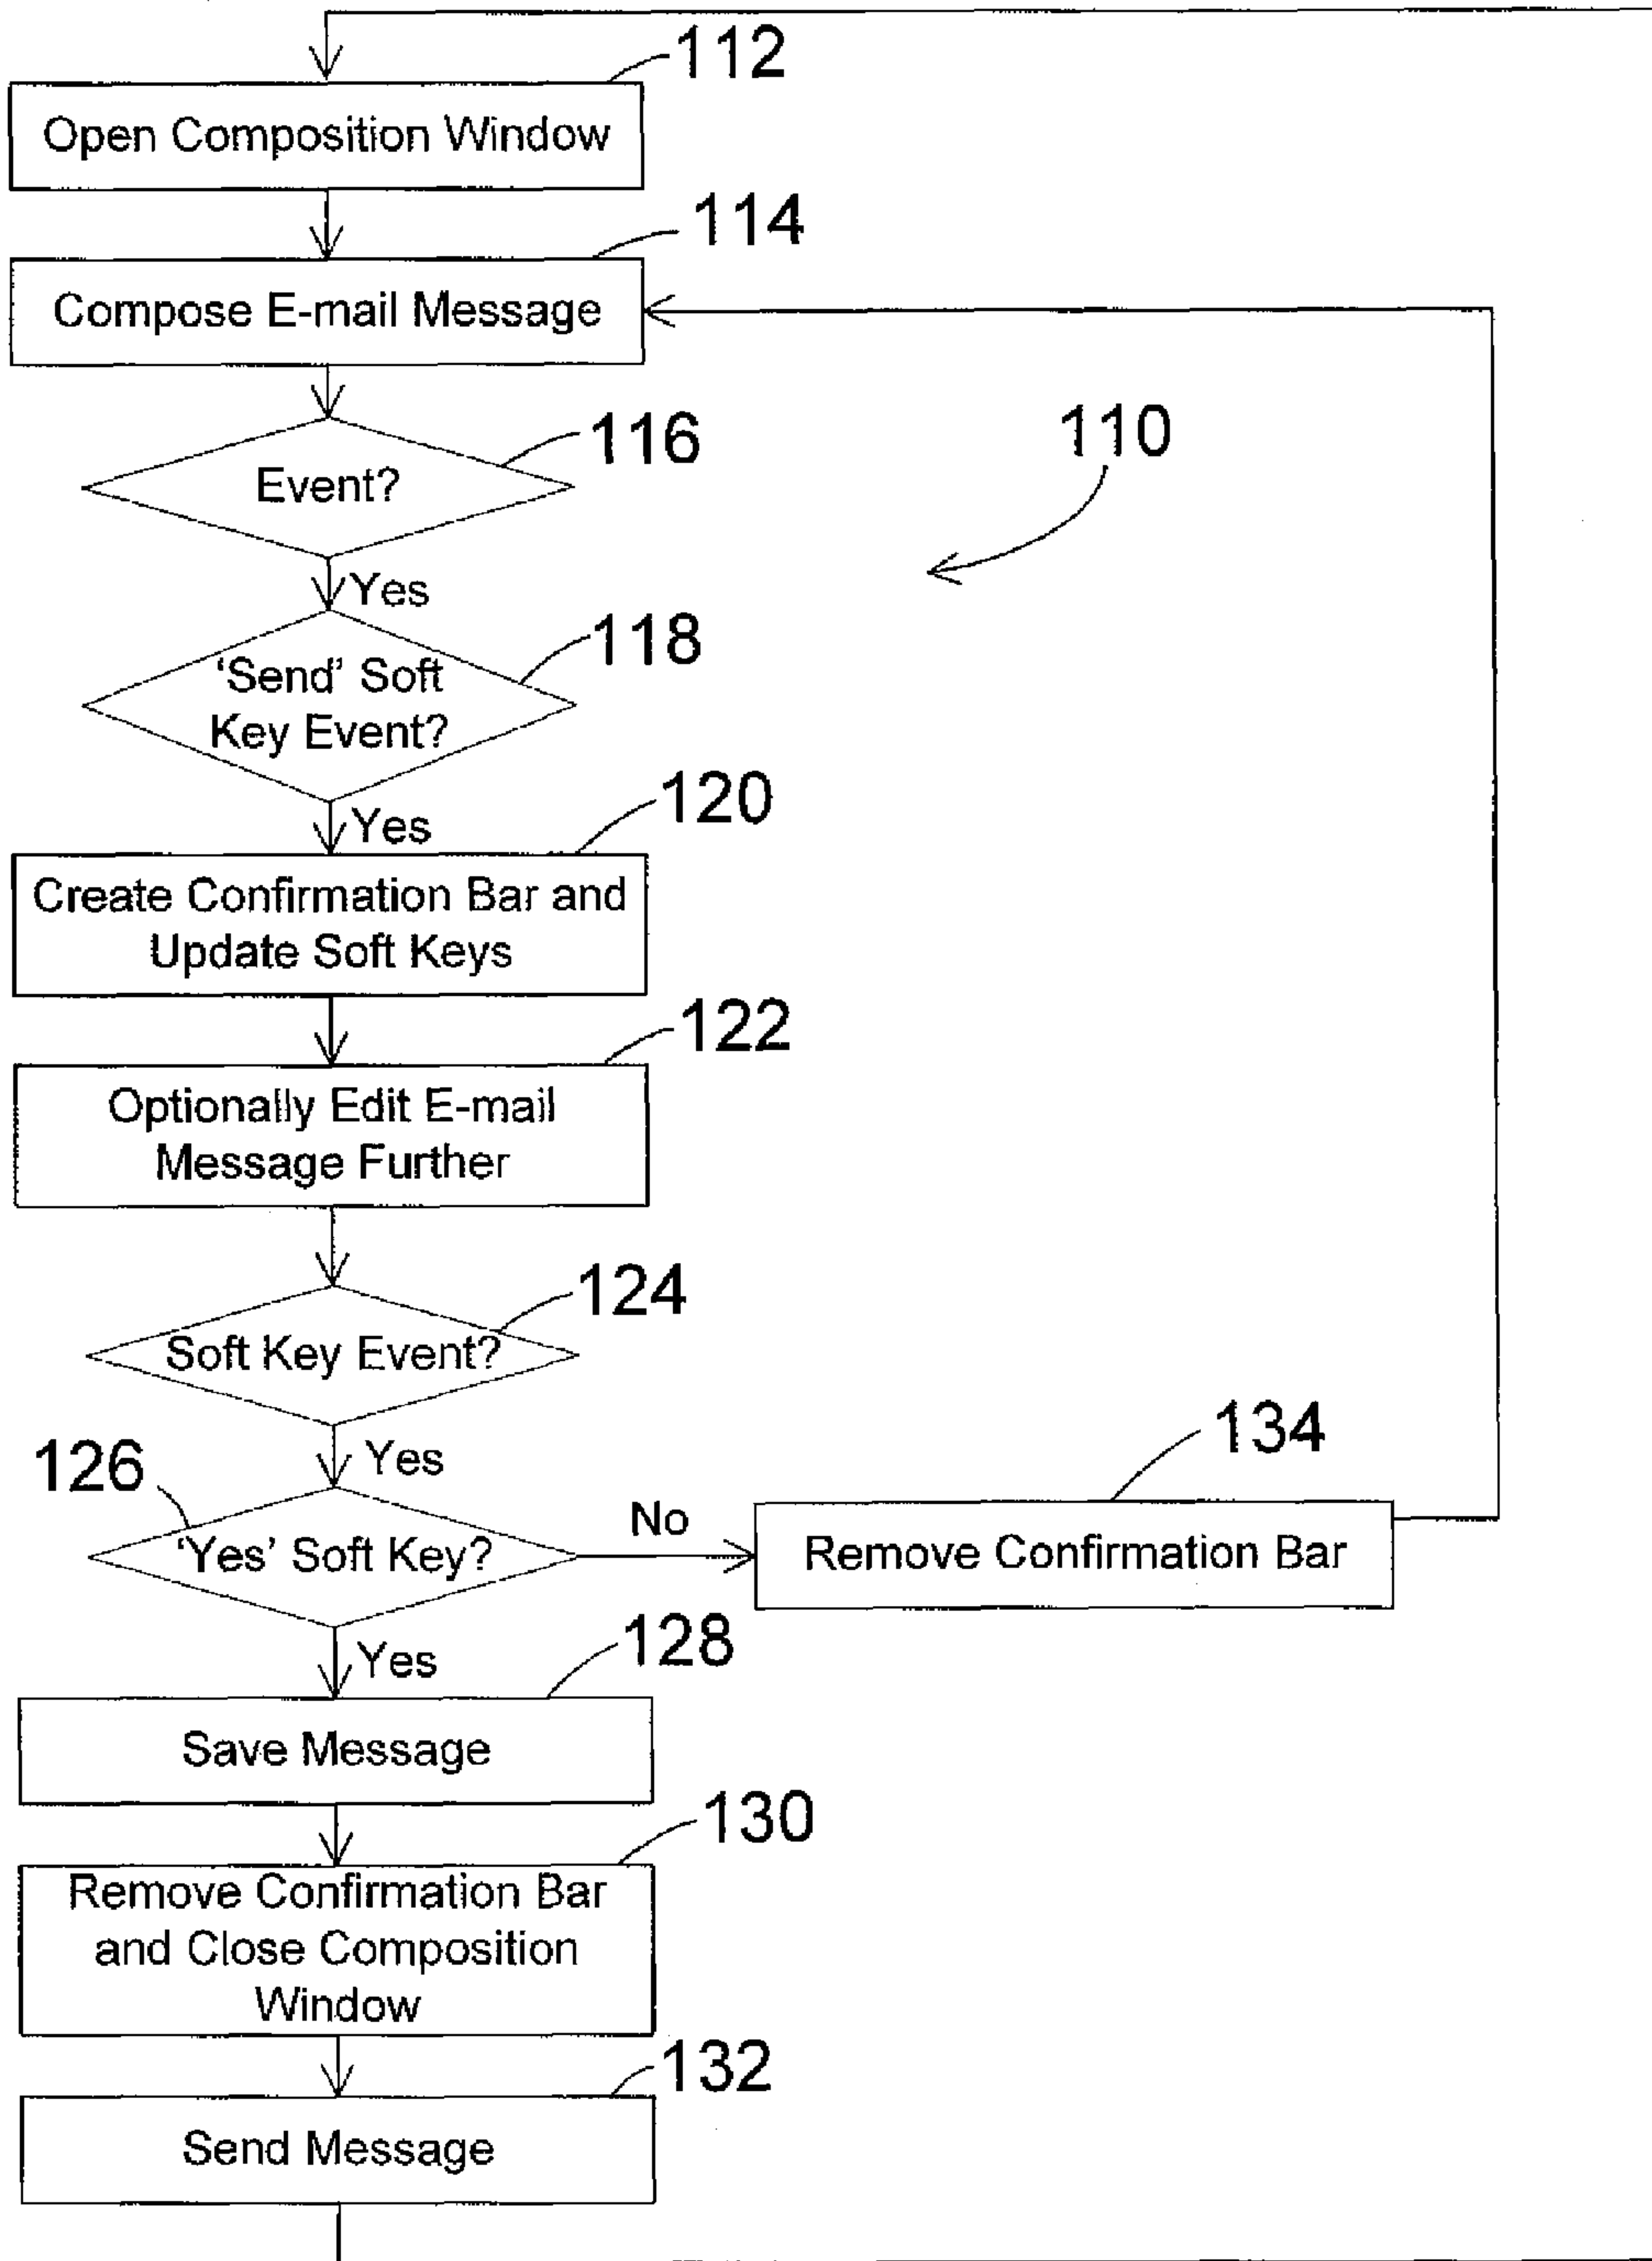 112
Open Composition Window
114
Compose E-mail Message
116
110
Event?
Yes
118
‘Send’ Soft
Key Event?
120
Yes
Create Confirmation Bar and
Update Soft Keys
122
Optionally Edit E-mail
Message Further
124
Soft Key Event?
134
126
Yes
No
‘Yes’ Soft Key?
Remove Confirmation Bar
128
Yes
Save Message
130
Remove Confirmation Bar
and Close Composition
Window
132
Send Message